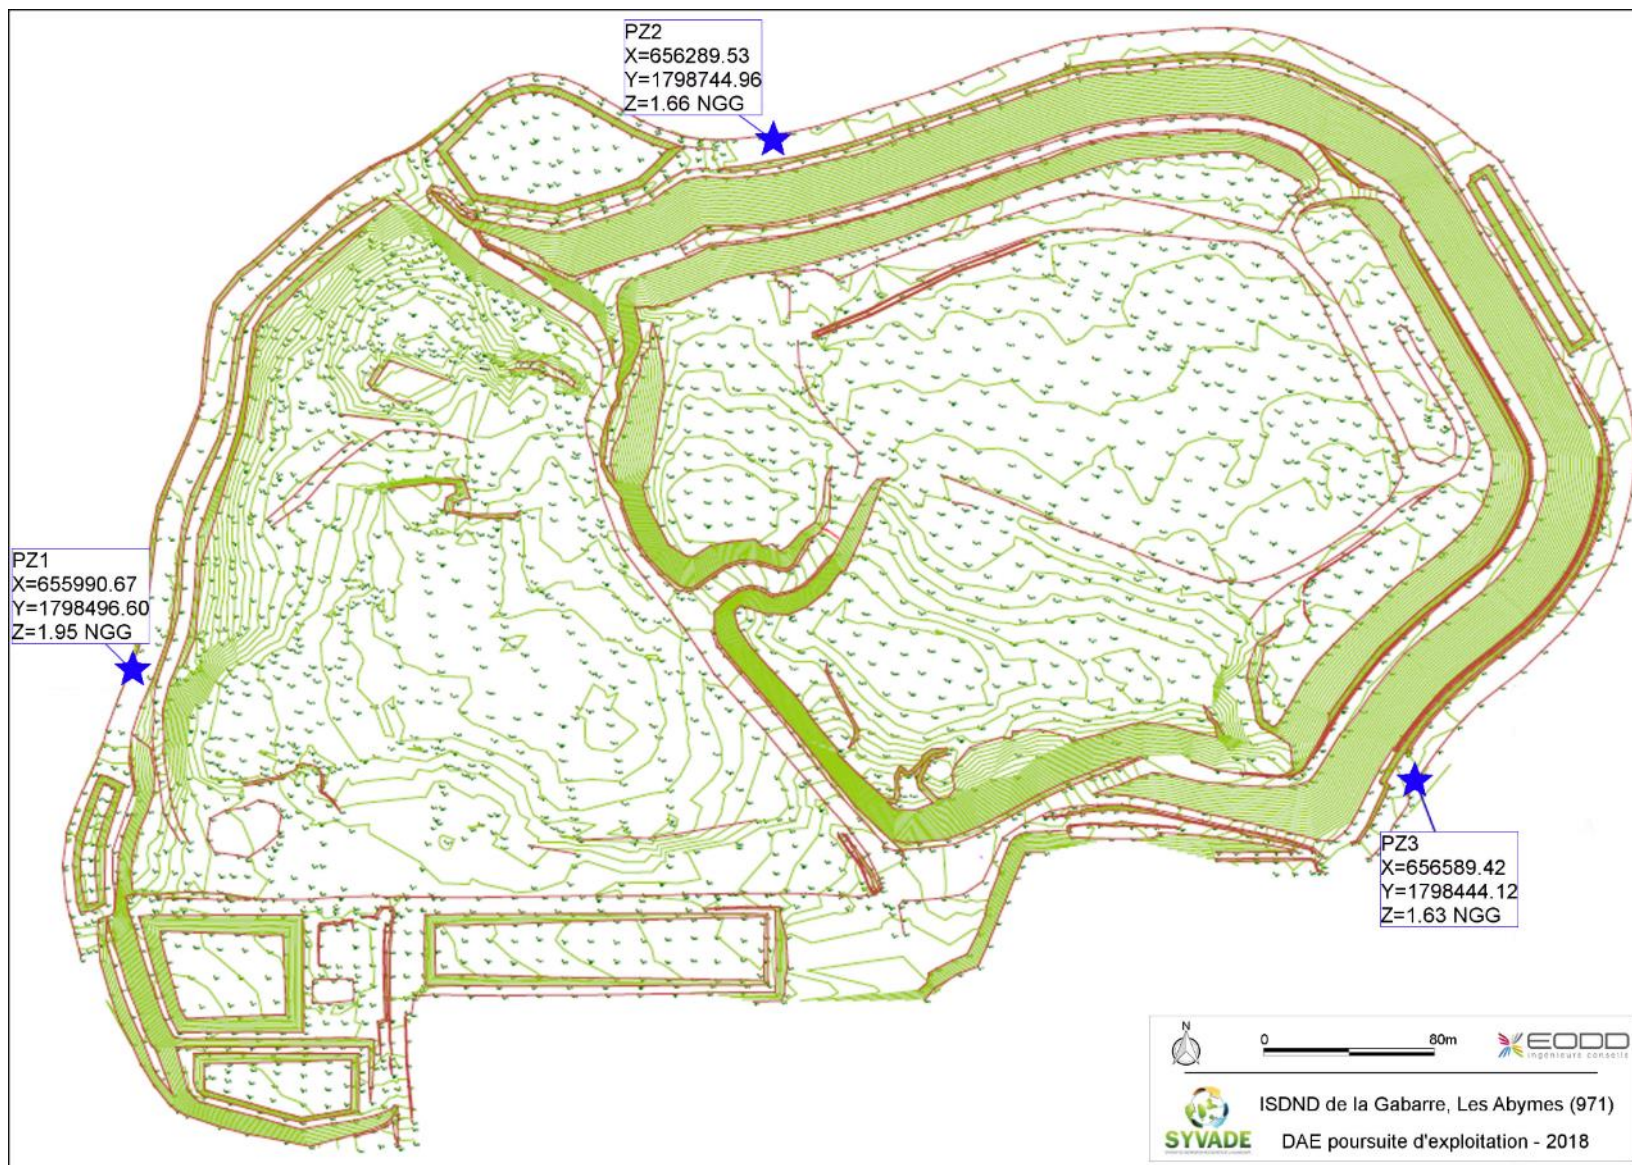 PZ2
X=656289.53
Y=1798744.96
Z=1.66 NGG
PZ1
X=655990.67
Y=1798496.60
Z=1.95 NGG
PZ3
X=656589.42
Y=1798444.12
Z=1.63 NGG
N
0 80m
EODD
ingénieurs conseils
ISDND de la Gabarre, Les Abymes (971)
SYVADE
DAE poursuite d'exploitation - 2018